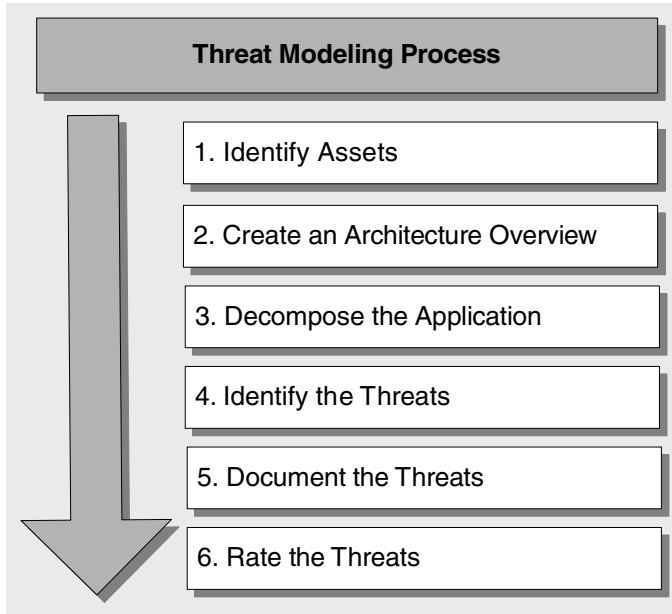 Threat Modeling Process
1. Identify Assets
2. Create an Architecture Overview
3. Decompose the Application
4. Identify the Threats
5. Document the Threats
6. Rate the Threats